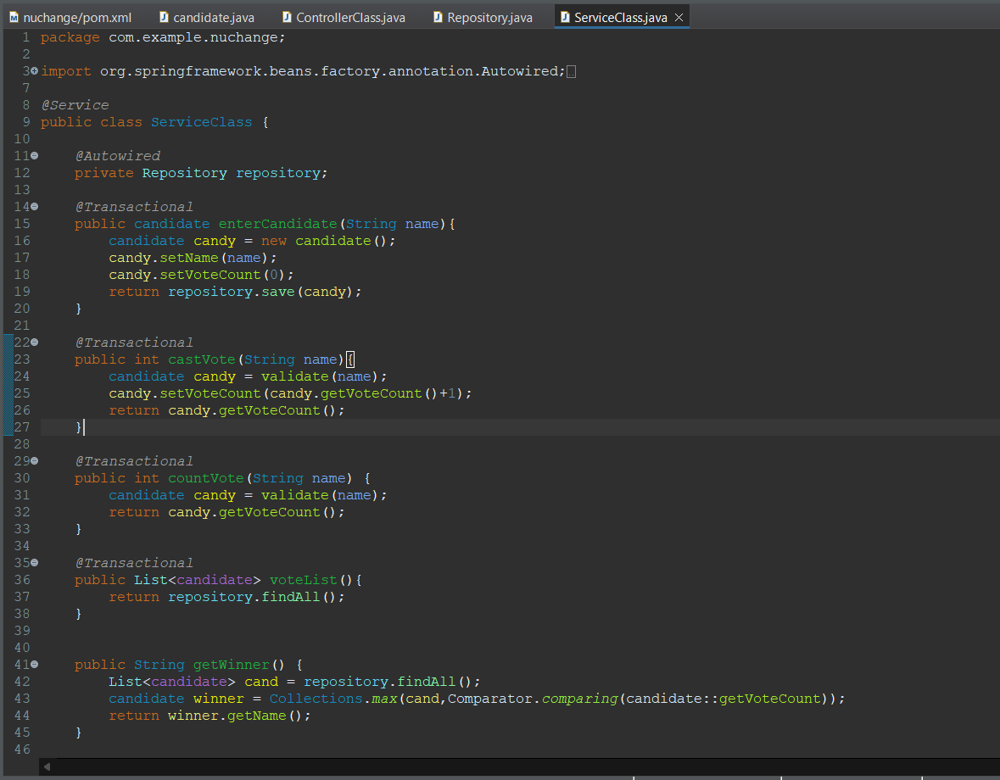 nuchange/pom.xml candidate.java ControllerClass.java Repository.java ServiceClass.java
1 package com.example.nuchange;
2
3 import org.springframework.beans.factory.annotation.Autowired;
7
8 @Service
9 public class ServiceClass {
10
11 @Autowired
12 private Repository repository;
13
14 @Transactional
15 public candidate enterCandidate(String name){
16 candidate candy = new candidate();
17 candy.setName(name);
18 candy.setVoteCount(0);
19 return repository.save(candy);
20 }
21
22 @Transactional
23 public int castVote(String name){
24 candidate candy = validate(name);
25 candy.setVoteCount(candy.getVoteCount()+1);
26 return candy.getVoteCount();
27 }
28
29 @Transactional
30 public int countVote(String name) {
31 candidate candy = validate(name);
32 return candy.getVoteCount();
33 }
34
35 @Transactional
36 public List<candidate> voteList(){
37 return repository.findAll();
38 }
39
40
41 public String getWinner() {
42 List<candidate> cand = repository.findAll();
43 candidate winner = Collections.max(cand,Comparator.comparing(candidate::getVoteCount));
44 return winner.getName();
45 }
46